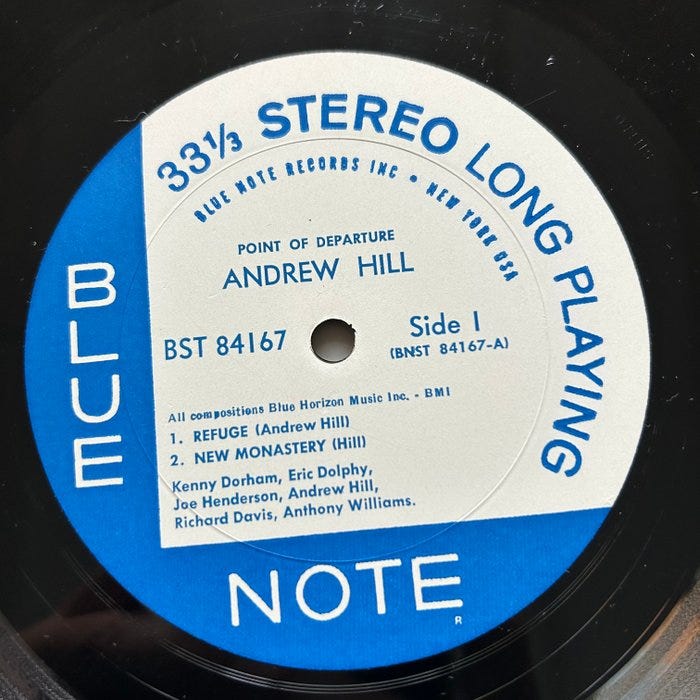 33⅓ STEREO LONG PLAYING
BLUE NOTE RECORDS INC • NEW YORK USA
POINT OF DEPARTURE
ANDREW HILL
BST 84167
Side 1
(BNST 84167-A)
All compositions Blue Horizon Music Inc. - BMI
1. REFUGE (Andrew Hill)
2. NEW MONASTERY (Hill)
Kenny Dorham, Eric Dolphy,
Joe Henderson, Andrew Hill,
Richard Davis, Anthony Williams.
BLUE
NOTE
R